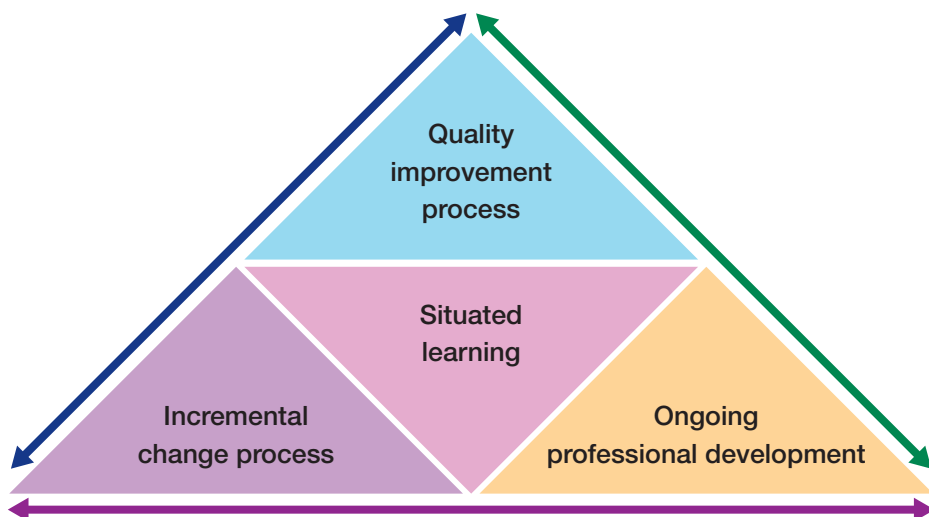 Quality
improvement
process
Situated
learning
Incremental
change process
Ongoing
professional development